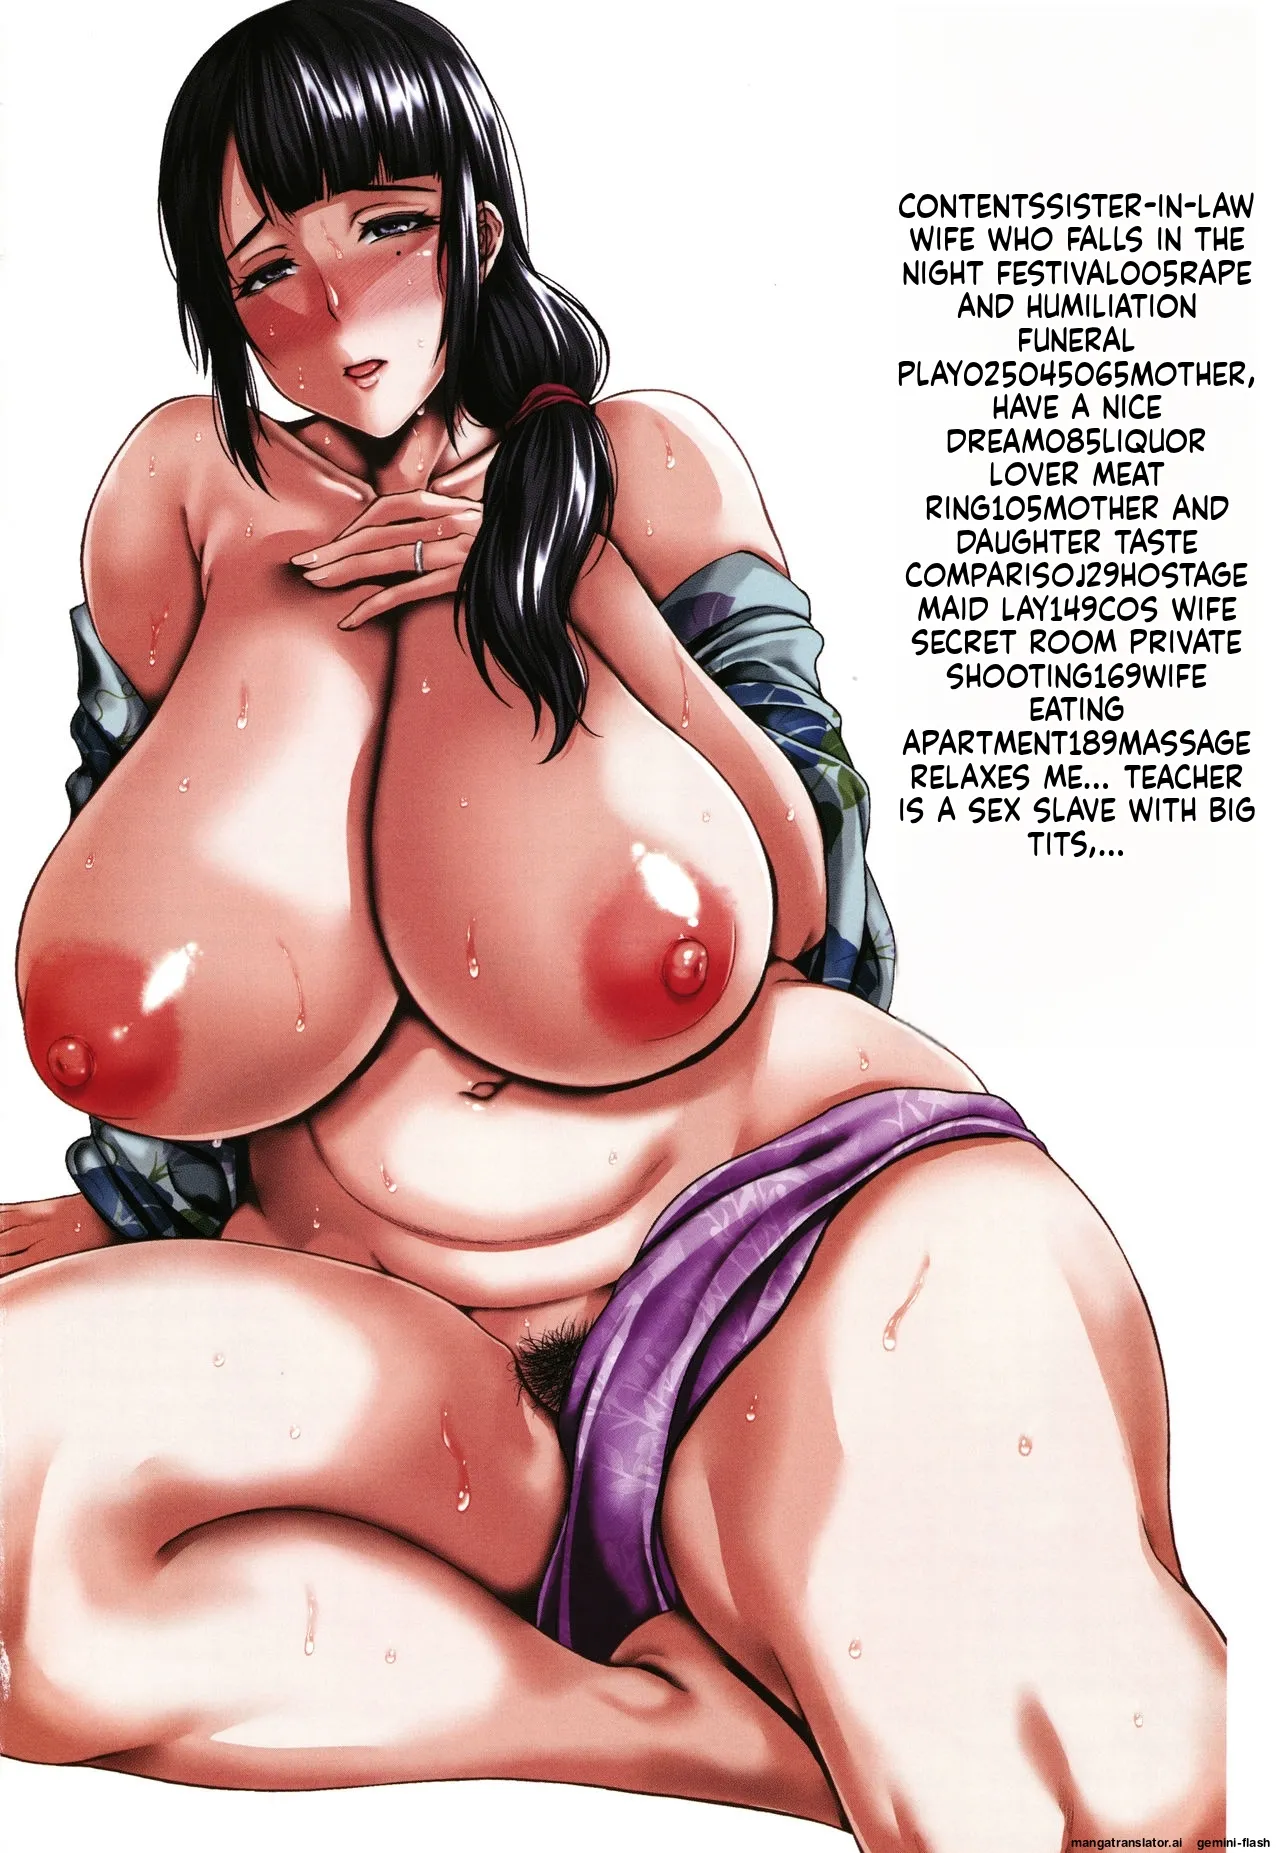 CONTENTSSISTER-IN-LAW
WIFE WHO FALLS IN THE
NIGHT FESTIVAL005RAPE
AND HUMILIATION
FUNERAL
PLAY025045065MOTHER,
HAVE A NICE
DREAM085LIQUOR
LOVER MEAT
RING105MOTHER AND
DAUGHTER TASTE
COMPARISOJ29HOSTAGE
MAID LAY149COS WIFE
SECRET ROOM PRIVATE
SHOOTING169WIFE
EATING
APARTMENT189MASSAGE
RELAXES ME... TEACHER
IS A SEX SLAVE WITH BIG
TITS,...
mangatranslator.ai gemini-flash